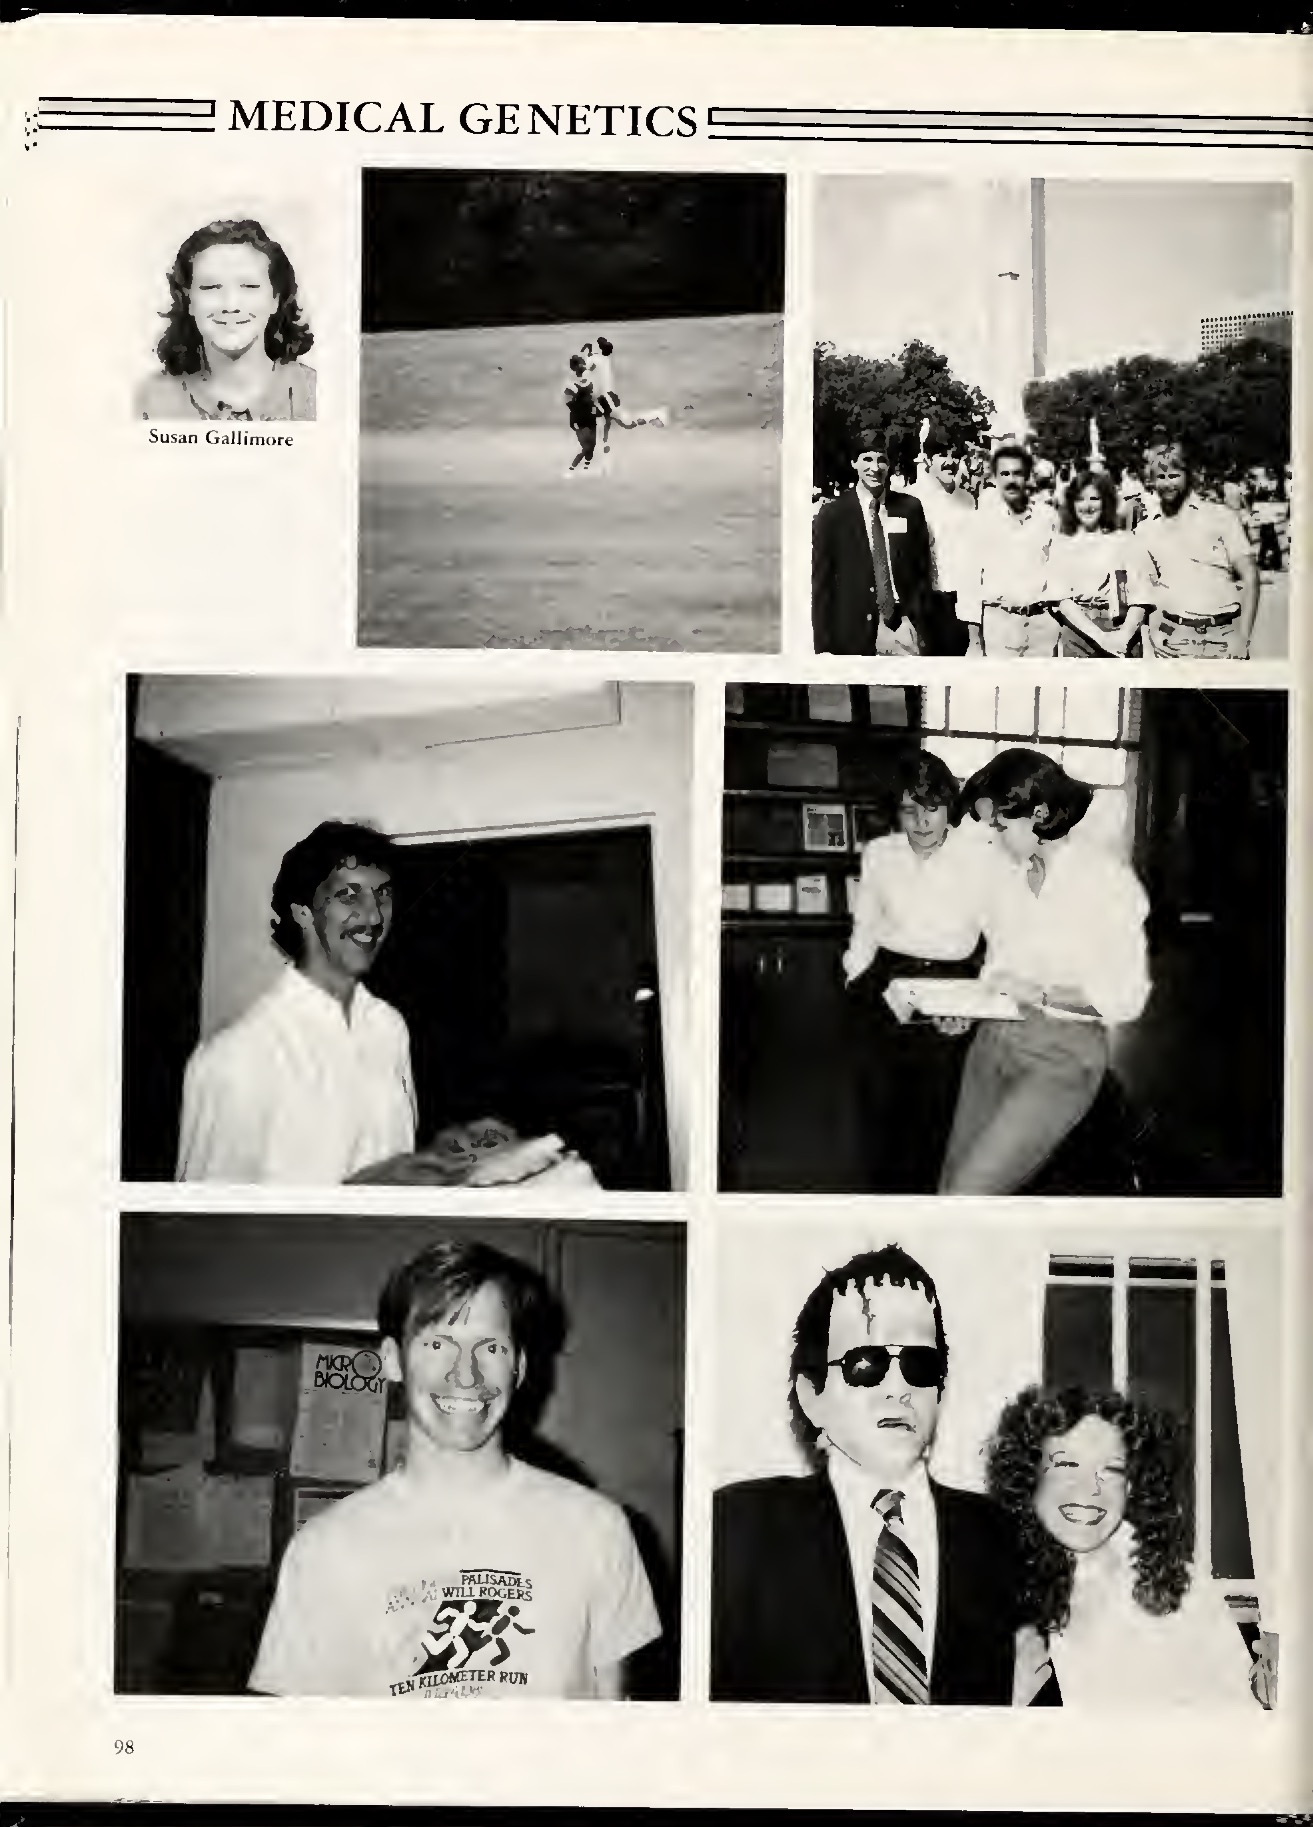 MEDICAL GENETICS
Susan Gallimore
MICRO
BIOLOGY
PALISADES
WILL ROGERS
TEN KILOMETER RUN
98